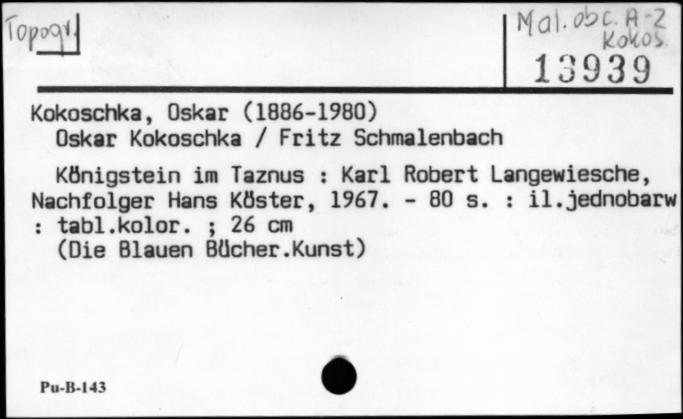 Topogr.
Mal. obc. A-Z
Kokos.
13939
Kokoschka, Oskar (1886-1980)
Oskar Kokoschka / Fritz Schmalenbach
Königstein im Taznus : Karl Robert Langewiesche,
Nachfolger Hans Köster, 1967. - 80 s. : il.jednobarw
: tabl.kolor. ; 26 cm
(Die Blauen Bücher.Kunst)
Pu-B-143